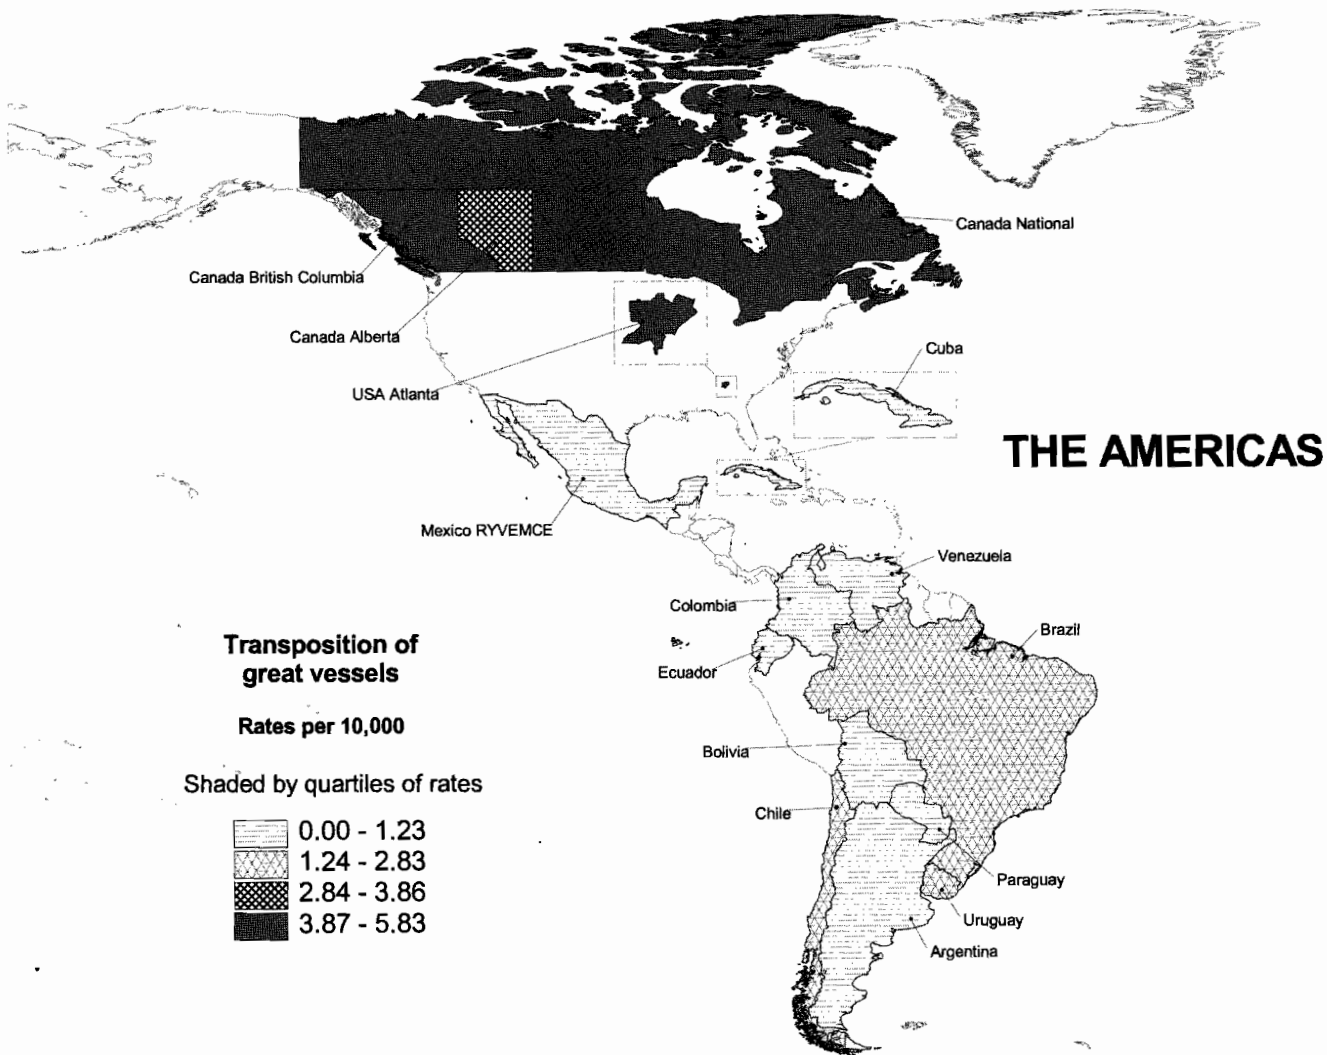 Canada National
Canada British Columbia
Canada Alberta
Cuba
USA Atlanta
THE AMERICAS
Mexico RYVEMCE
Venezuela
Colombia
Brazil
Ecuador
Bolivia
Chile
Paraguay
Uruguay
Argentina
Transposition of
great vessels
Rates per 10,000
Shaded by quartiles of rates
0.00 - 1.23
1.24 - 2.83
2.84 - 3.86
3.87 - 5.83